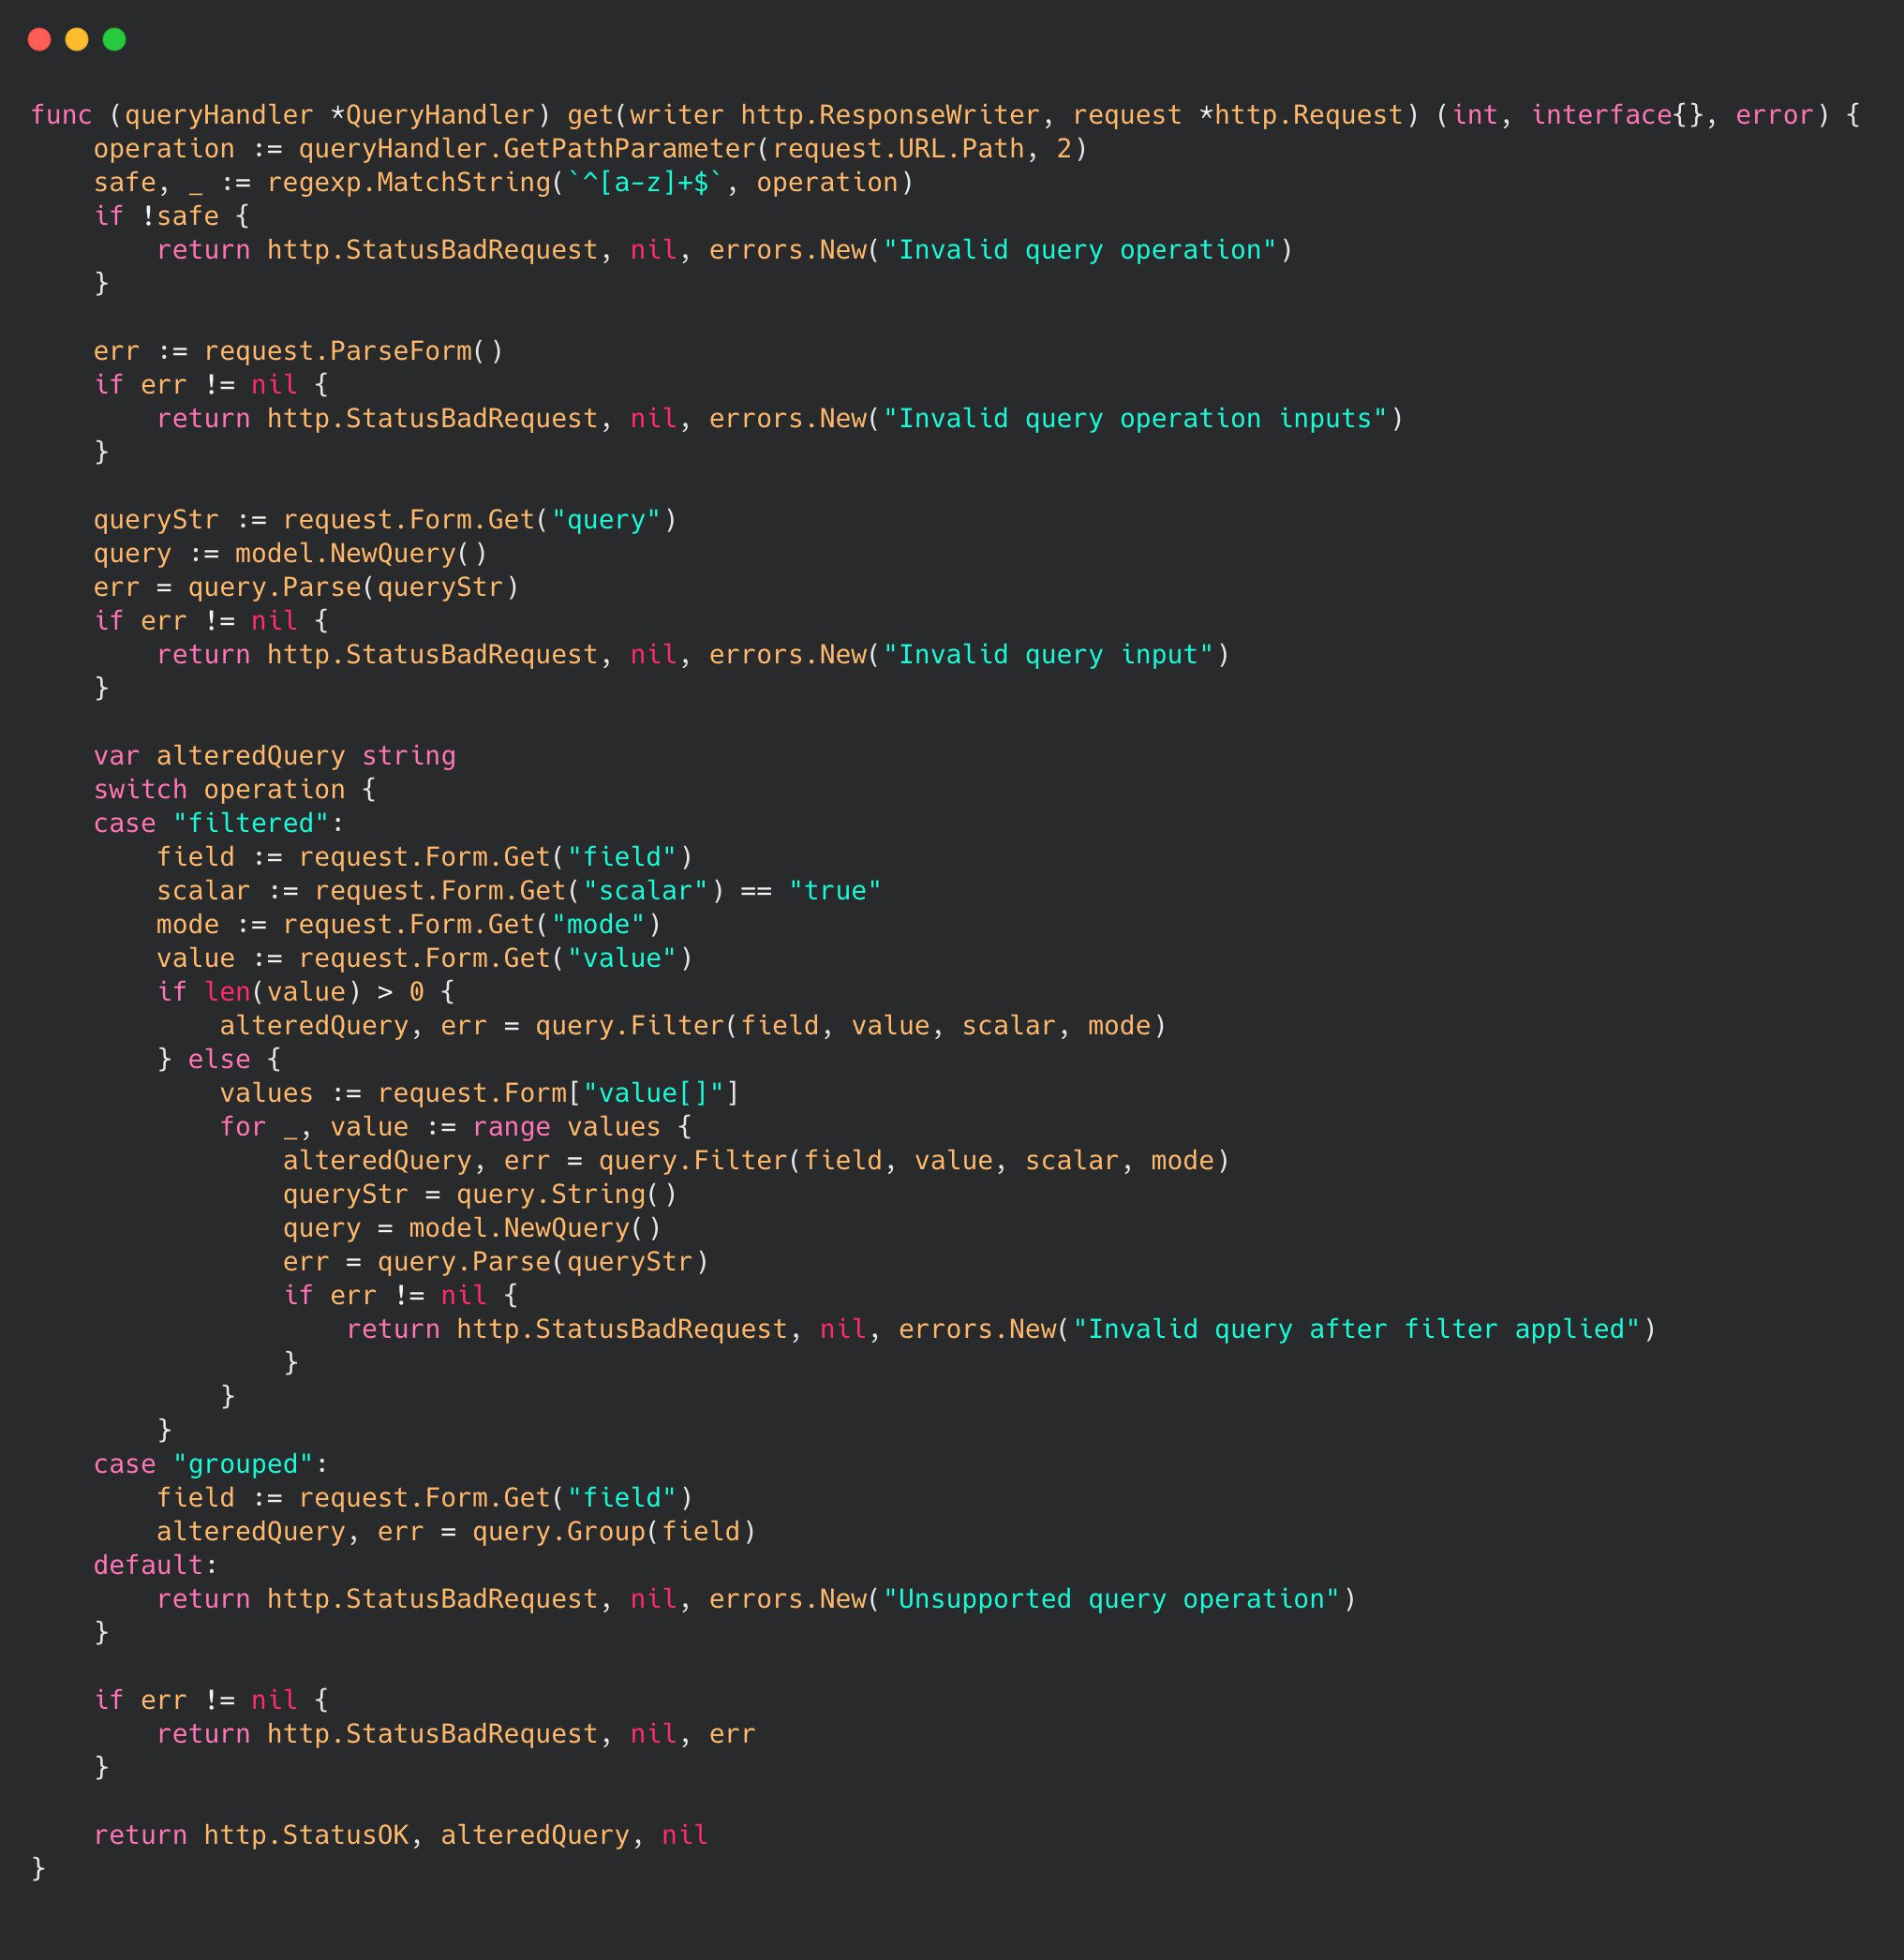 func (queryHandler *QueryHandler) get(writer http.ResponseWriter, request *http.Request) (int, interface{}, error) {
    operation := queryHandler.GetPathParameter(request.URL.Path, 2)
    safe, _ := regexp.MatchString(`^[a-z]+$`, operation)
    if !safe {
        return http.StatusBadRequest, nil, errors.New("Invalid query operation")
    }

    err := request.ParseForm()
    if err != nil {
        return http.StatusBadRequest, nil, errors.New("Invalid query operation inputs")
    }

    queryStr := request.Form.Get("query")
    query := model.NewQuery()
    err = query.Parse(queryStr)
    if err != nil {
        return http.StatusBadRequest, nil, errors.New("Invalid query input")
    }

    var alteredQuery string
    switch operation {
    case "filtered":
        field := request.Form.Get("field")
        scalar := request.Form.Get("scalar") == "true"
        mode := request.Form.Get("mode")
        value := request.Form.Get("value")
        if len(value) > 0 {
            alteredQuery, err = query.Filter(field, value, scalar, mode)
        } else {
            values := request.Form["value[]"]
            for _, value := range values {
                alteredQuery, err = query.Filter(field, value, scalar, mode)
                queryStr = query.String()
                query = model.NewQuery()
                err = query.Parse(queryStr)
                if err != nil {
                    return http.StatusBadRequest, nil, errors.New("Invalid query after filter applied")
                }
            }
        }
    case "grouped":
        field := request.Form.Get("field")
        alteredQuery, err = query.Group(field)
    default:
        return http.StatusBadRequest, nil, errors.New("Unsupported query operation")
    }

    if err != nil {
        return http.StatusBadRequest, nil, err
    }

    return http.StatusOK, alteredQuery, nil
}